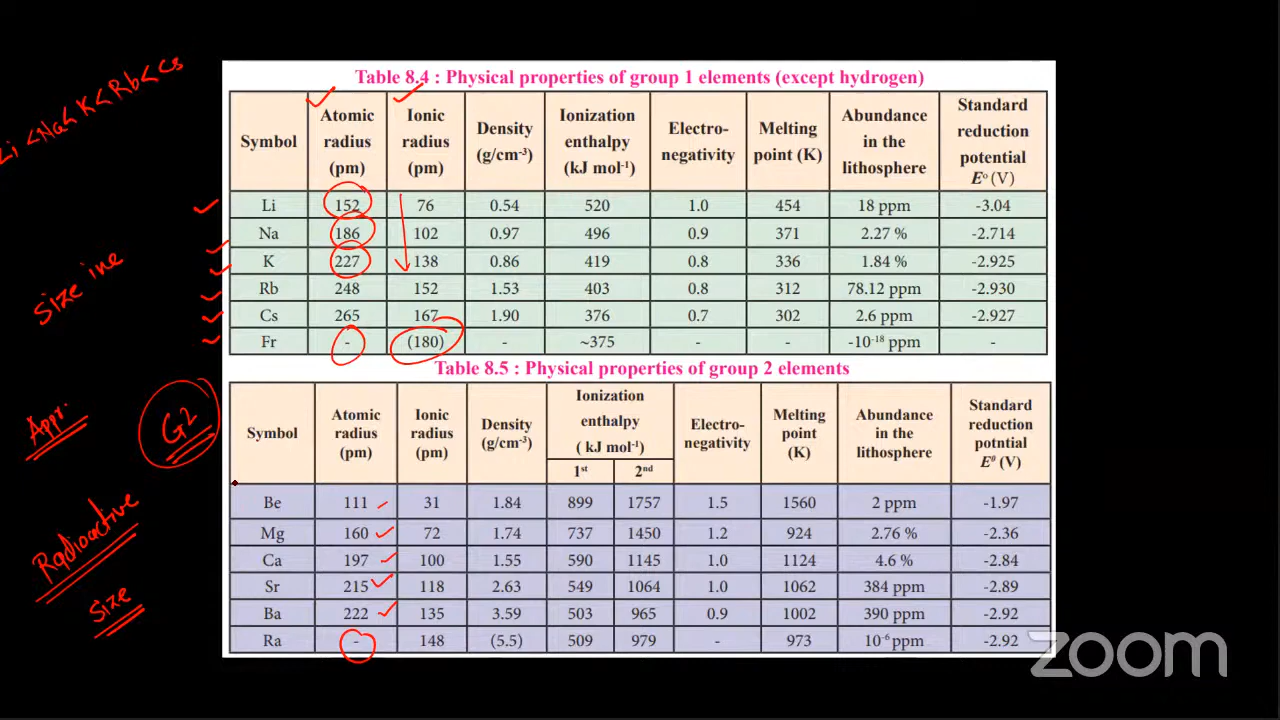 Li < Na < K < Rb < Cs
Size inc
Appr.
G2
Radioactive
Size
Table 8.4 : Physical properties of group 1 elements (except hydrogen)
Symbol Atomic radius (pm) Ionic radius (pm) Density (g/cm⁻³) Ionization enthalpy (kJ mol⁻¹) Electro-negativity Melting point (K) Abundance in the lithosphere Standard reduction potential E° (V)
Li 152 76 0.54 520 1.0 454 18 ppm -3.04
Na 186 102 0.97 496 0.9 371 2.27 % -2.714
K 227 138 0.86 419 0.8 336 1.84 % -2.925
Rb 248 152 1.53 403 0.8 312 78.12 ppm -2.930
Cs 265 167 1.90 376 0.7 302 2.6 ppm -2.927
Fr - (180) - ~375 - - -10⁻¹⁸ ppm -
Table 8.5 : Physical properties of group 2 elements
Symbol Atomic radius (pm) Ionic radius (pm) Density (g/cm⁻³) Ionization enthalpy ( kJ mol⁻¹) 1st 2nd Electro-negativity Melting point (K) Abundance in the lithosphere Standard reduction potntial Eᶿ (V)
Be 111 31 1.84 899 1757 1.5 1560 2 ppm -1.97
Mg 160 72 1.74 737 1450 1.2 924 2.76 % -2.36
Ca 197 100 1.55 590 1145 1.0 1124 4.6 % -2.84
Sr 215 118 2.63 549 1064 1.0 1062 384 ppm -2.89
Ba 222 135 3.59 503 965 0.9 1002 390 ppm -2.92
Ra - 148 (5.5) 509 979 - 973 10⁻⁶ ppm -2.92
zoom